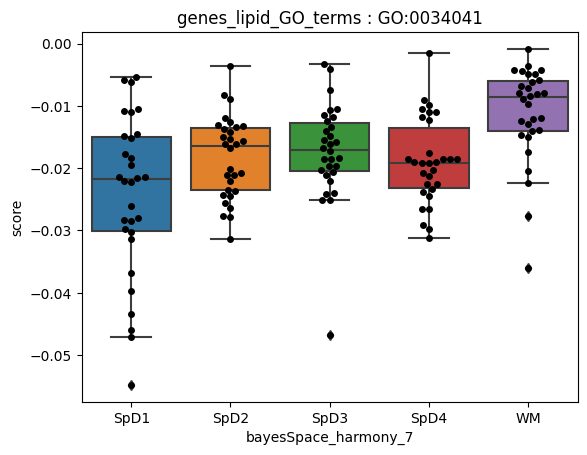 genes_lipid_GO_terms : GO:0034041
0.00
−0.01
−0.02
−0.03
−0.04
−0.05
score
SpD1 SpD2 SpD3 SpD4 WM
bayesSpace_harmony_7